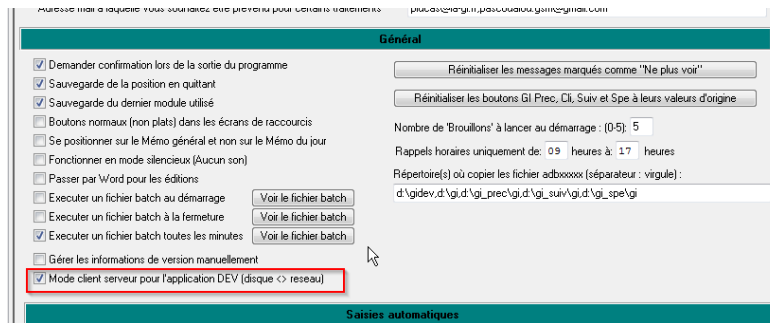 Adresse mail à laquelle vous souhaitez être prévenu pour certains traitements
Général
Demander confirmation lors de la sortie du programme
Réinitialiser les messages marqués comme "Ne plus voir"
Sauvegarde de la position en quittant
Sauvegarde du dernier module utilisé
Réinitialiser les boutons GI Prec, Cli, Suiv et Spe à leurs valeurs d'origine
Boutons normaux (non plats) dans les écrans de raccourcis
Nombre de 'Brouillons' à lancer au démarrage : (0-5): 5
Se positionner sur le Mémo général et non sur le Mémo du jour
Rappels horaires uniquement de: 09 heures à: 17 heures
Fonctionner en mode silencieux (Aucun son)
Passer par Word pour les éditions
Répertoire(s) où copier les fichier adbxxxxx (séparateur : virgule) :
Executer un fichier batch au démarrage Voir le fichier batch
d:\gidev,d:\gi,d:\gi_prec\gi,d:\gi_suiv\gi,d:\gi_spe\gi
Executer un fichier batch à la fermeture Voir le fichier batch
Executer un fichier batch toutes les minutes Voir le fichier batch
Gérer les informations de version manuellement
Mode client serveur pour l'application DEV (disque <> reseau)
Saisies automatiques